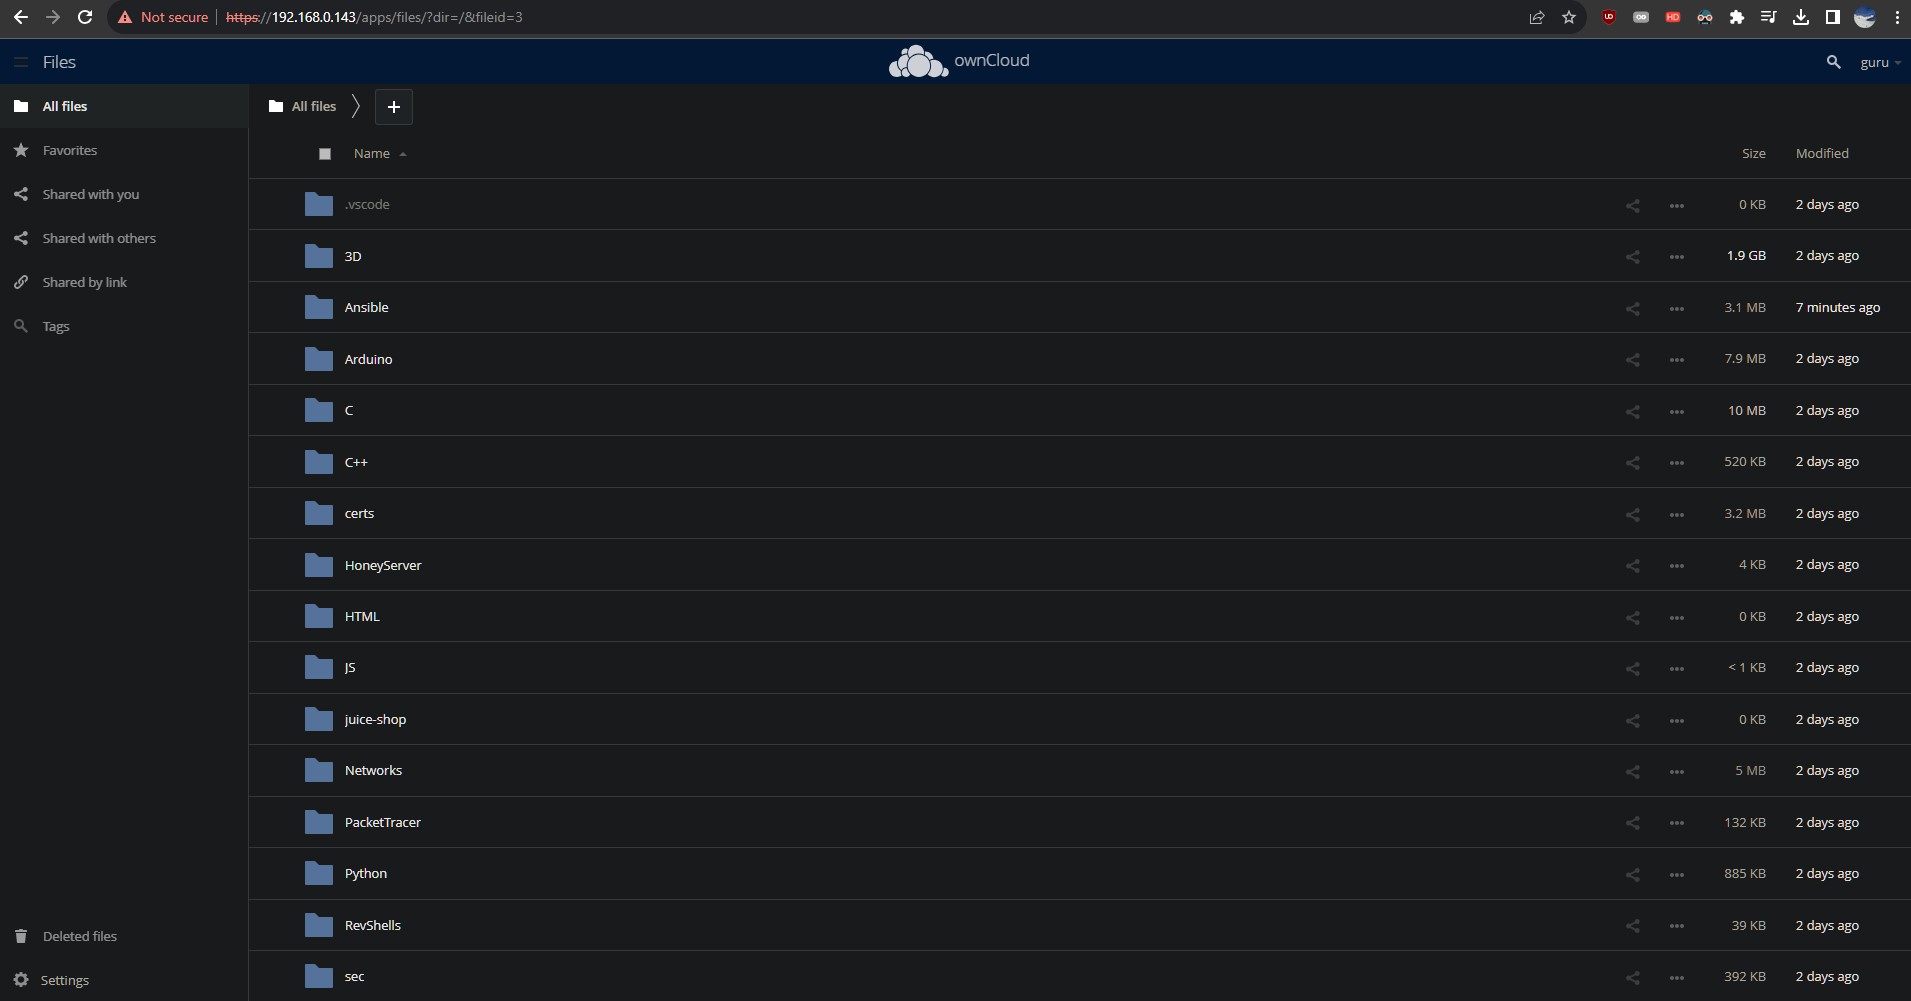 Not secure | https://192.168.0.143/apps/files/?dir=/&fileid=3
Files
ownCloud
guru
All files
Favorites
Shared with you
Shared with others
Shared by link
Tags
Deleted files
Settings
All files
Name Size Modified
.vscode 0 KB 2 days ago
3D 1.9 GB 2 days ago
Ansible 3.1 MB 7 minutes ago
Arduino 7.9 MB 2 days ago
C 10 MB 2 days ago
C++ 520 KB 2 days ago
certs 3.2 MB 2 days ago
HoneyServer 4 KB 2 days ago
HTML 0 KB 2 days ago
JS < 1 KB 2 days ago
juice-shop 0 KB 2 days ago
Networks 5 MB 2 days ago
PacketTracer 132 KB 2 days ago
Python 885 KB 2 days ago
RevShells 39 KB 2 days ago
sec 392 KB 2 days ago